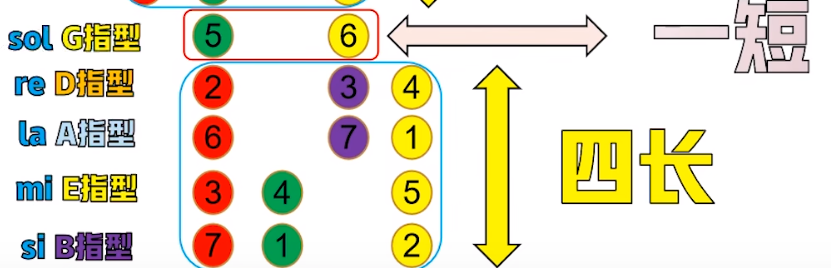 sol G指型 5 6 一短
re D指型 2 3 4
la A指型 6 7 1
四长
mi E指型 3 4 5
si B指型 7 1 2